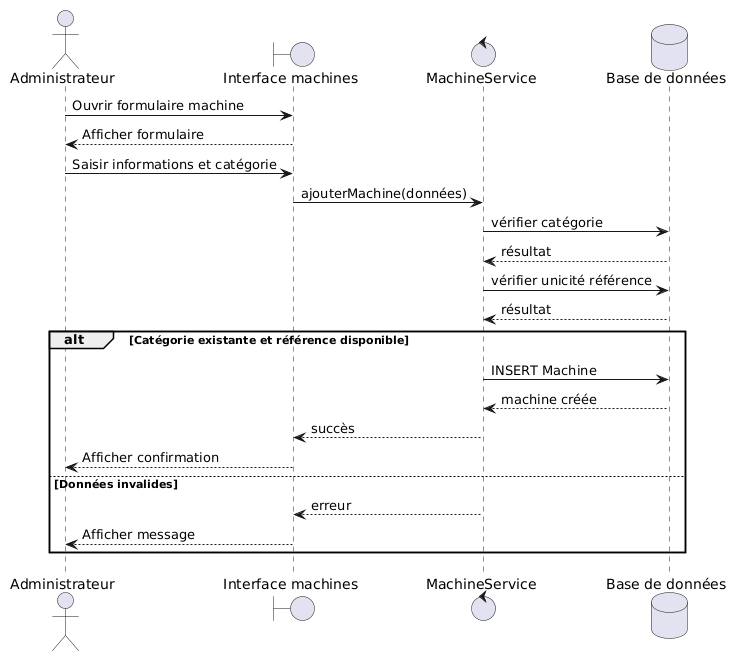 Administrateur
Interface machines
MachineService
Base de données
Ouvrir formulaire machine
Afficher formulaire
Saisir informations et catégorie
ajouterMachine(données)
vérifier catégorie
résultat
vérifier unicité référence
résultat
alt
[Catégorie existante et référence disponible]
INSERT Machine
machine créée
succès
Afficher confirmation
[Données invalides]
erreur
Afficher message
Administrateur
Interface machines
MachineService
Base de données